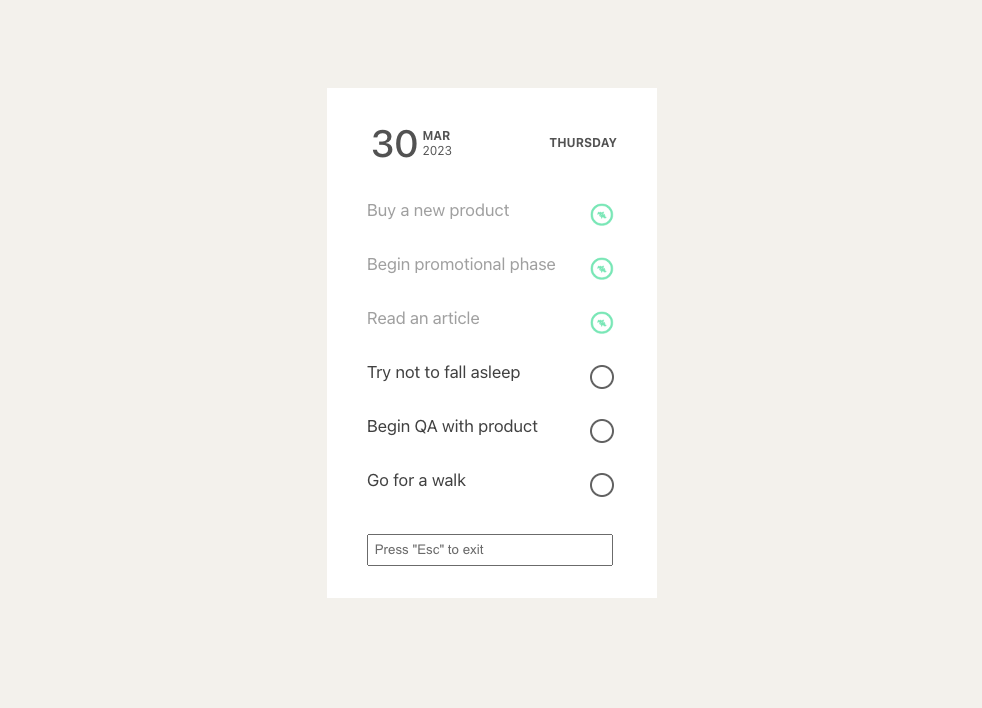 30 MAR
2023
THURSDAY
Buy a new product
Begin promotional phase
Read an article
Try not to fall asleep
Begin QA with product
Go for a walk
Press "Esc" to exit